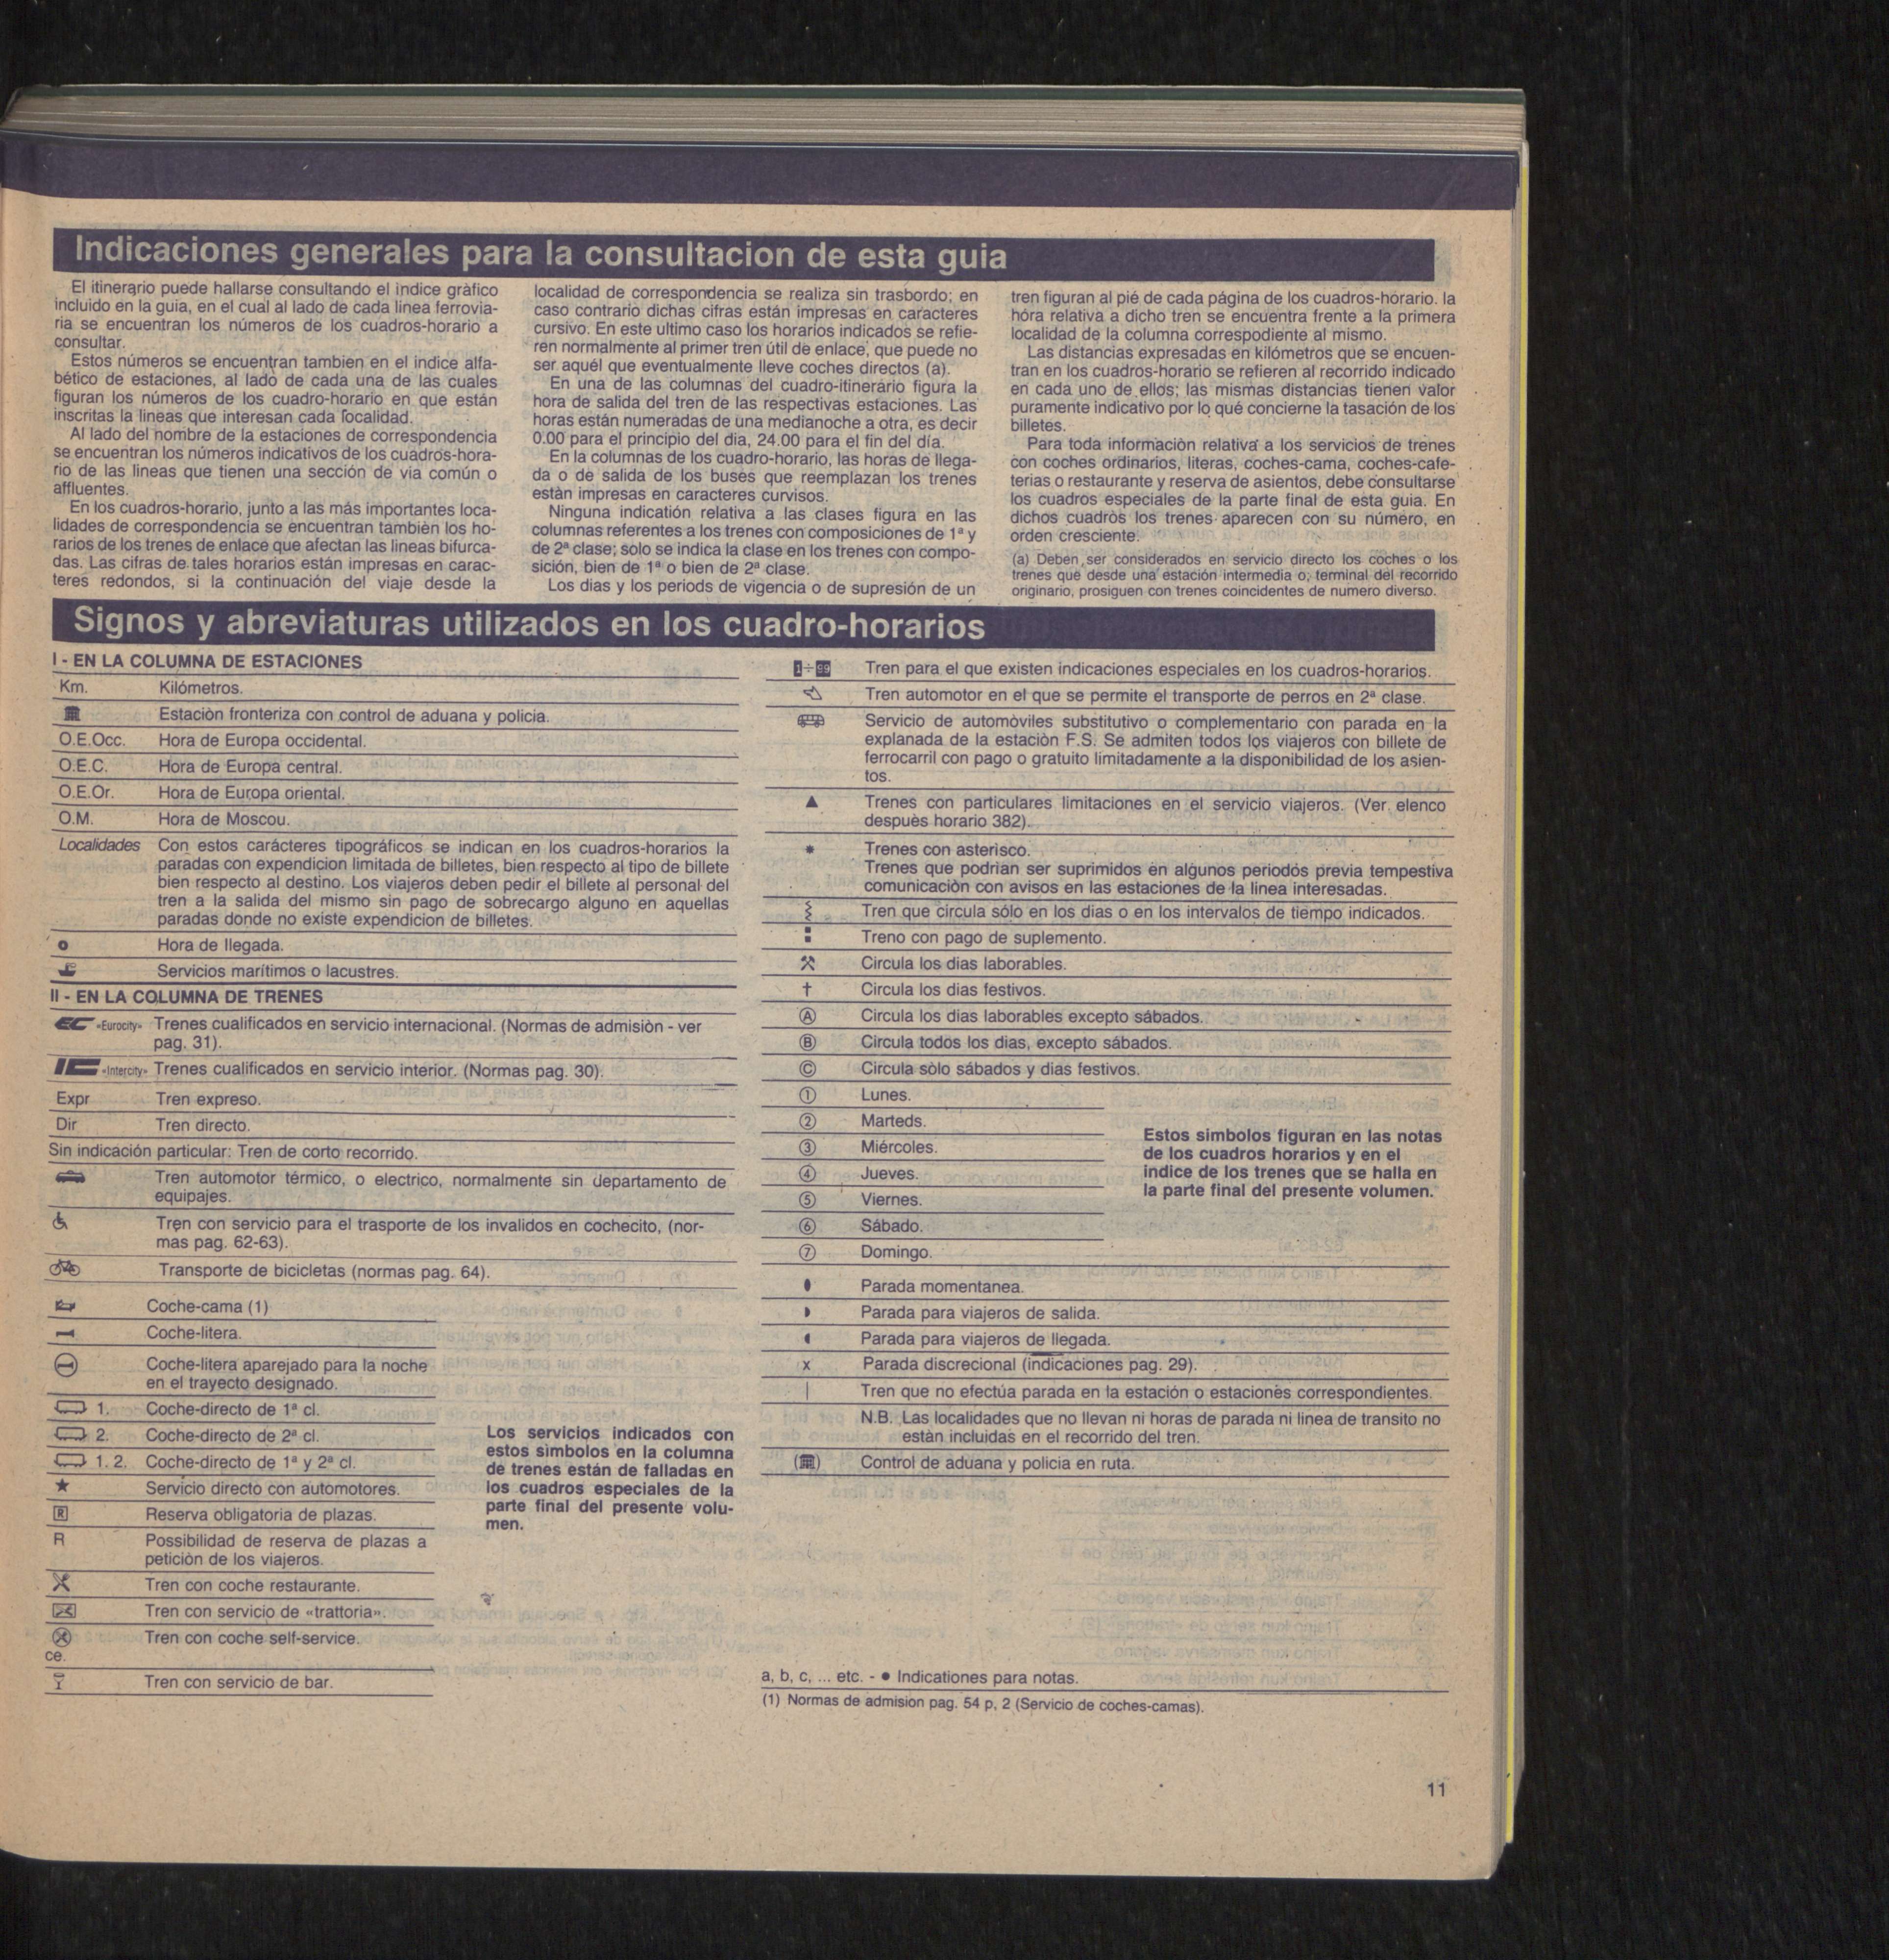 Indicaciones generales para la consultacion de esta guia
El itinerario puede hallarse consultando el indice gràfico
incluido en la guia, en el cual al lado de cada linea ferrovia-
ria se encuentran los números de los cuadros-horario a
consultar.
Estos números se encuentran tambien en el indice alfa-
bético de estaciones, al lado de cada una de las cuales
figuran los números de los cuadro-horario en que están
inscritas la lineas que interesan cada localidad.
Al lado del nombre de la estaciones de correspondencia
se encuentran los números indicativos de los cuadros-hora-
rio de las lineas que tienen una sección de via común o
affluentes.
En los cuadros-horario, junto a las más importantes loca-
lidades de correspondencia se encuentran tambièn los ho-
rarios de los trenes de enlace que afectan las lineas bifurca-
das. Las cifras de tales horarios están impresas en carac-
teres redondos, si la continuación del viaje desde la
localidad de correspondencia se realiza sin trasbordo; en
caso contrario dichas cifras están impresas en caracteres
cursivo. En este ultimo caso los horarios indicados se refie-
ren normalmente al primer tren útil de enlace, que puede no
ser aquél que eventualmente lleve coches directos (a).
En una de las columnas del cuadro-itinerário figura la
hora de salida del tren de las respectivas estaciones. Las
horas están numeradas de una medianoche a otra, es decir
0.00 para el principio del dia, 24.00 para el fin del día.
En la columnas de los cuadro-horario, las horas de llega-
da o de salida de los buses que reemplazan los trenes
estàn impresas en caracteres curvisos.
Ninguna indicatión relativa a las clases figura en las
columnas referentes a los trenes con composiciones de 1ª y
de 2ª clase; solo se indica la clase en los trenes con compo-
sición, bien de 1ª o bien de 2ª clase.
Los dias y los periods de vigencia o de supresión de un
tren figuran al pié de cada página de los cuadros-horario. la
hóra relativa a dicho tren se encuentra frente a la primera
localidad de la columna correspodiente al mismo.
Las distancias expresadas en kilómetros que se encuen-
tran en los cuadros-horario se refieren al recorrido indicado
en cada uno de ellos; las mismas distancias tienen valor
puramente indicativo por lo qué concierne la tasación de los
billetes.
Para toda informaciòn relativa a los servicios de trenes
con coches ordinarios, literas, coches-cama, coches-cafe-
terias o restaurante y reserva de asientos, debe consultarse
los cuadros especiales de la parte final de esta guia. En
dichos cuadròs los trenes aparecen con su número, en
orden cresciente.
(a) Deben ser considerados en servicio directo los coches o los
trenes que desde una estación intermedia o, terminal del recorrido
originario, prosiguen con trenes coincidentes de numero diverso.
Signos y abreviaturas utilizados en los cuadro-horarios
I - EN LA COLUMNA DE ESTACIONES
Km. Kilómetros.
Estaciòn fronteriza con control de aduana y policia.
O.E.Occ. Hora de Europa occidental.
O.E.C. Hora de Europa central.
O.E.Or. Hora de Europa oriental.
O.M. Hora de Moscou.
Localidades Con estos carácteres tipográficos se indican en los cuadros-horarios la
paradas con expendicion limitada de billetes, bien respecto al tipo de billete
bien respecto al destino. Los viajeros deben pedir el billete al personal del
tren a la salida del mismo sin pago de sobrecargo alguno en aquellas
paradas donde no existe expendicion de billetes.
o Hora de llegada.
Servicios marítimos o lacustres.
II - EN LA COLUMNA DE TRENES
EC «Eurocity» Trenes cualificados en servicio internacional. (Normas de admisiòn - ver
pag. 31).
IC «Intercity» Trenes cualificados en servicio interior. (Normas pag. 30).
Expr Tren expreso.
Dir Tren directo.
Sin indicación particular: Tren de corto recorrido.
Tren automotor térmico, o electrico, normalmente sin departamento de
equipajes.
Tren con servicio para el trasporte de los invalidos en cochecito, (nor-
mas pag. 62-63).
Transporte de bicicletas (normas pag. 64).
Coche-cama (1)
Coche-litera.
Coche-litera aparejado para la noche
en el trayecto designado.
1. Coche-directo de 1ª cl.
2. Coche-directo de 2ª cl.
1. 2. Coche-directo de 1ª y 2ª cl.
★ Servicio directo con automotores.
R Reserva obligatoria de plazas.
R Possibilidad de reserva de plazas a
peticiòn de los viajeros.
Tren con coche restaurante.
Tren con servicio de «trattoria».
Tren con coche self-service.
ce.
Tren con servicio de bar.
Los servicios indicados con
estos simbolos en la columna
de trenes están de falladas en
los cuadros especiales de la
parte final del presente volu-
men.
1÷99 Tren para el que existen indicaciones especiales en los cuadros-horarios.
Tren automotor en el que se permite el transporte de perros en 2ª clase.
Servicio de automòviles substitutivo o complementario con parada en la
explanada de la estaciòn F.S. Se admiten todos los viajeros con billete de
ferrocarril con pago o gratuito limitadamente a la disponibilidad de los asien-
tos.
▲ Trenes con particulares limitaciones en el servicio viajeros. (Ver elenco
despuès horario 382).
* Trenes con asterisco.
Trenes que podrian ser suprimidos en algunos periodos previa tempestiva
comunicaciòn con avisos en las estaciones de la linea interesadas.
Tren que circula sólo en los dias o en los intervalos de tiempo indicados.
Treno con pago de suplemento.
⚒ Circula los dias laborables.
† Circula los dias festivos.
Ⓐ Circula los dias laborables excepto sábados.
Ⓑ Circula todos los dias, excepto sábados.
Ⓒ Circula sòlo sábados y dias festivos.
① Lunes.
② Marteds.
③ Miércoles.
④ Jueves.
⑤ Viernes.
⑥ Sábado.
⑦ Domingo.
Estos simbolos figuran en las notas
de los cuadros horarios y en el
indice de los trenes que se halla en
la parte final del presente volumen.
Parada momentanea.
Parada para viajeros de salida.
Parada para viajeros de llegada.
x Parada discrecional (indicaciones pag. 29).
| Tren que no efectúa parada en la estación o estaciones correspondientes.
N.B. Las localidades que no llevan ni horas de parada ni linea de transito no
estàn incluidas en el recorrido del tren.
Control de aduana y policia en ruta.
a, b, c, ... etc. - ● Indicationes para notas.
(1) Normas de admision pag. 54 p. 2 (Servicio de coches-camas).
11